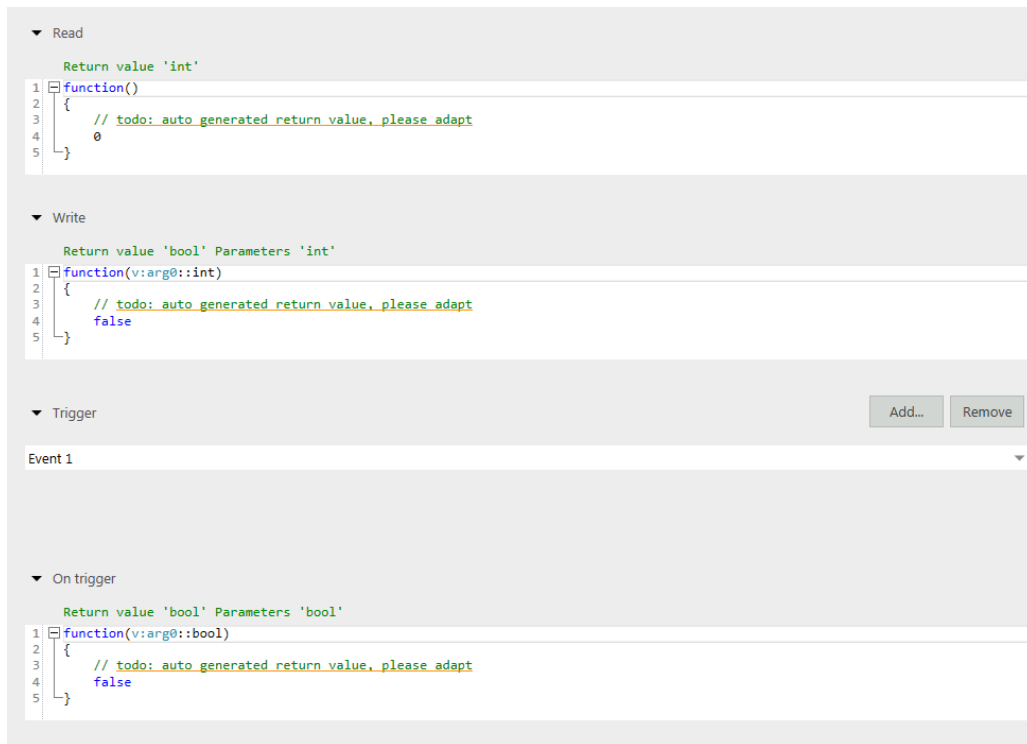 Read
Return value 'int'
1 function()
2 {
3 // todo: auto generated return value, please adapt
4 0
5 }
Write
Return value 'bool' Parameters 'int'
1 function(v:arg0::int)
2 {
3 // todo: auto generated return value, please adapt
4 false
5 }
Trigger Add... Remove
Event 1
On trigger
Return value 'bool' Parameters 'bool'
1 function(v:arg0::bool)
2 {
3 // todo: auto generated return value, please adapt
4 false
5 }